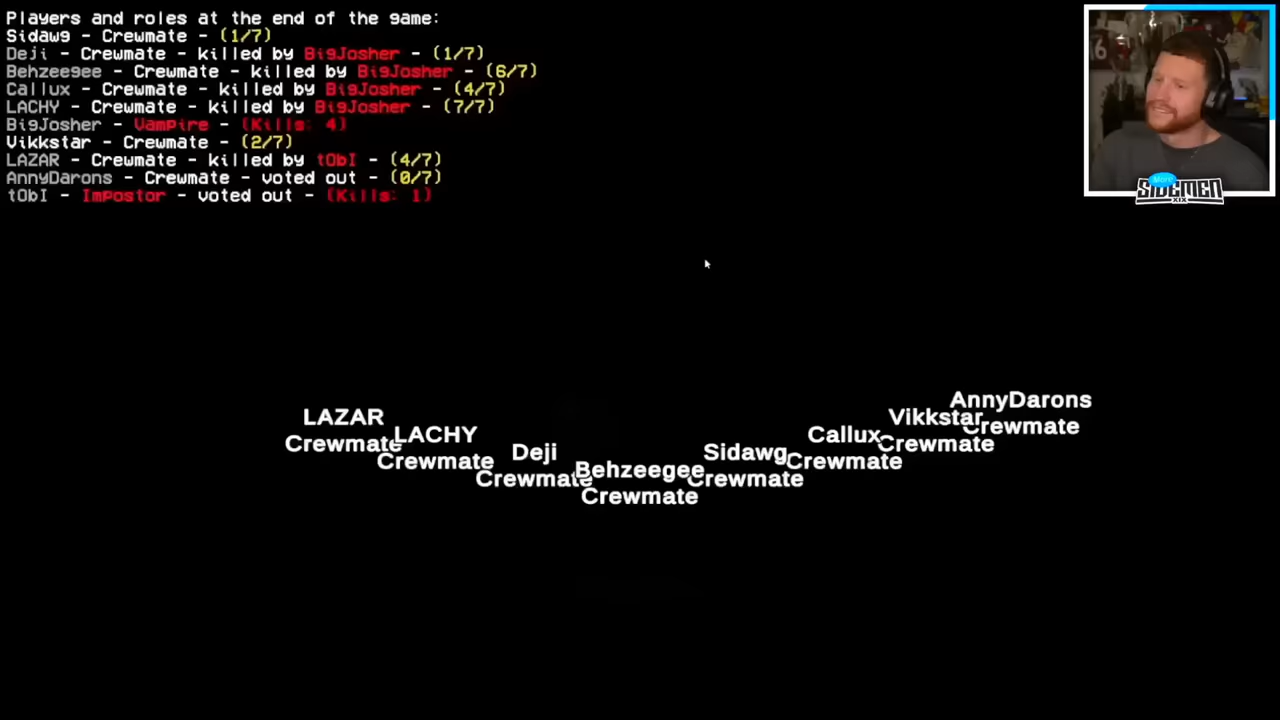 Players and roles at the end of the game:
Sidawg - Crewmate - (1/7)
Deji - Crewmate - killed by BigJosher - (1/7)
Behzeegee - Crewmate - killed by BigJosher - (6/7)
Callux - Crewmate - killed by BigJosher - (4/7)
LACHY - Crewmate - killed by BigJosher - (7/7)
BigJosher - Vampire - (Kills: 4)
Vikkstar - Crewmate - (2/7)
LAZAR - Crewmate - killed by tObI - (4/7)
AnnyDarons - Crewmate - voted out - (0/7)
tObI - Impostor - voted out - (Kills: 1)
More
SIDEMEN
XIX
LAZAR
Crewmate
LACHY
Crewmate
Deji
Crewmate
Behzeegee
Crewmate
Sidawg
Crewmate
Callux
Crewmate
Vikkstar
Crewmate
AnnyDarons
Crewmate